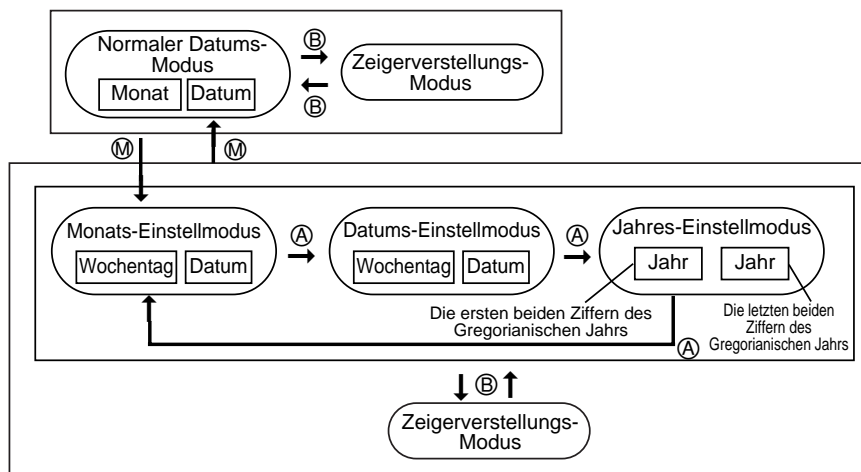 Normaler Datums-
Modus
Monat Datum
Ⓑ
Ⓑ
Zeigerverstellungs-
Modus
Ⓜ Ⓜ
Monats-Einstellmodus
Wochentag Datum
Ⓐ
Datums-Einstellmodus
Wochentag Datum
Ⓐ
Jahres-Einstellmodus
Jahr Jahr
Die ersten beiden Ziffern des
Gregorianischen Jahrs
Die letzten beiden
Ziffern des
Gregorianischen Jahrs
Ⓐ
Ⓑ
Zeigerverstellungs-
Modus